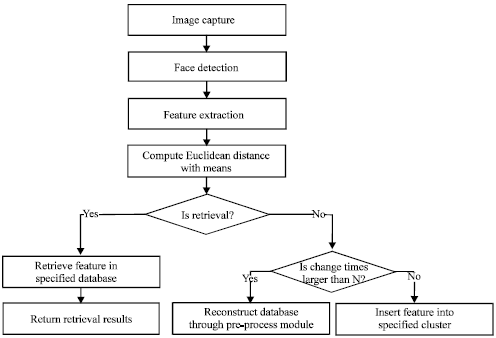 Image capture
Face detection
Feature extraction
Compute Euclidean distance
with means
Is retrieval?
Yes
No
Retrieve feature in
specified database
Return retrieval results
Is change times
larger than N?
Yes
No
Reconstruct database
through pre-process module
Insert feature into
specified cluster